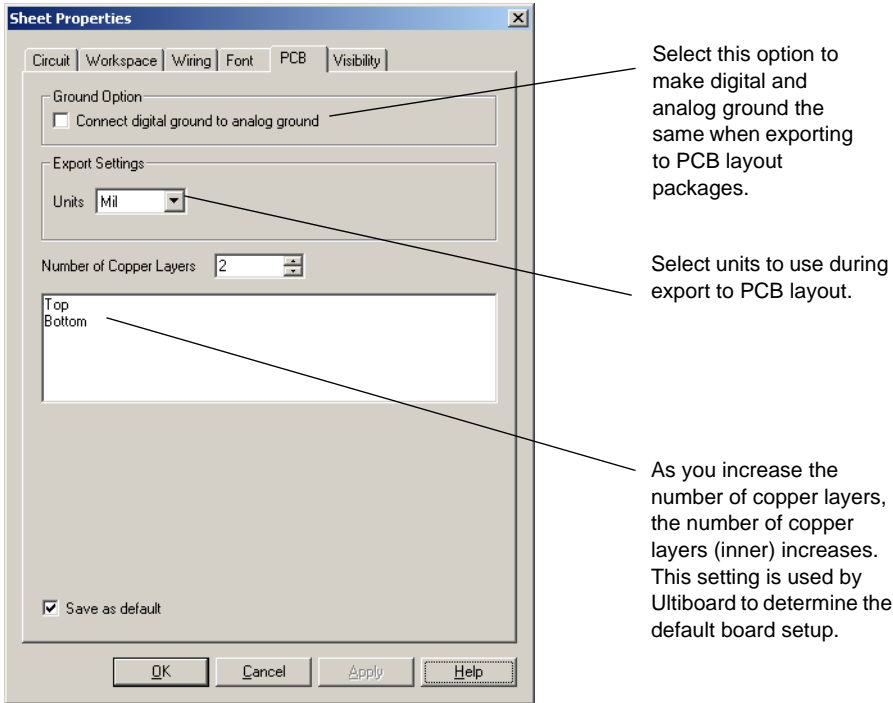 Sheet Properties
Circuit Workspace Wiring Font PCB Visibility
Ground Option
Connect digital ground to analog ground
Export Settings
Units Mil
Number of Copper Layers 2
Top
Bottom
Save as default
OK Cancel Apply Help
Select this option to
make digital and
analog ground the
same when exporting
to PCB layout
packages.
Select units to use during
export to PCB layout.
As you increase the
number of copper layers,
the number of copper
layers (inner) increases.
This setting is used by
Ultiboard to determine the
default board setup.